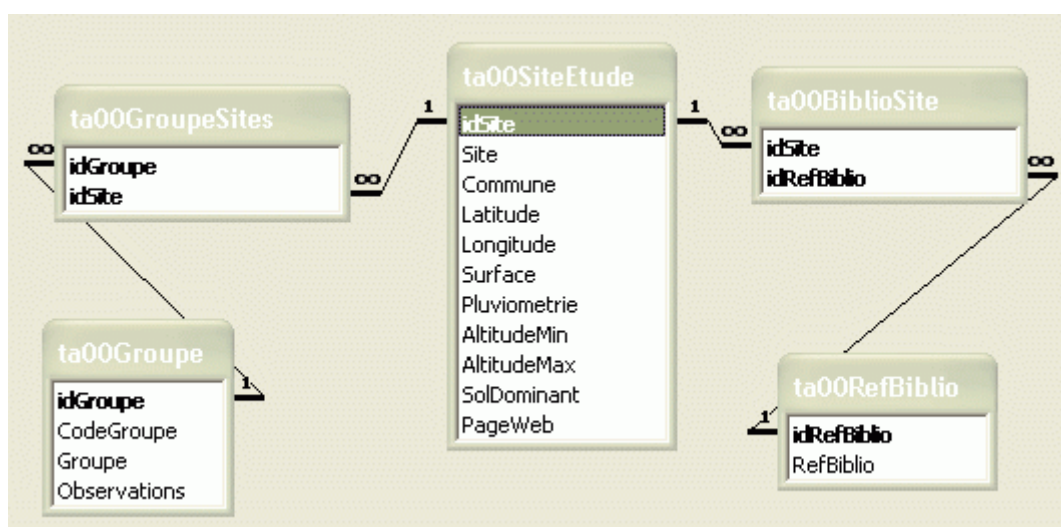 ta00GroupeSites
idGroupe
idSite
ta00SiteEtude
idSite
Site
Commune
Latitude
Longitude
Surface
Pluviometrie
AltitudeMin
AltitudeMax
SolDominant
PageWeb
ta00BiblioSite
idSite
idRefBiblio
ta00Groupe
idGroupe
CodeGroupe
Groupe
Observations
ta00RefBiblio
idRefBiblio
RefBiblio
∞
∞
1
1
∞
∞
1
1